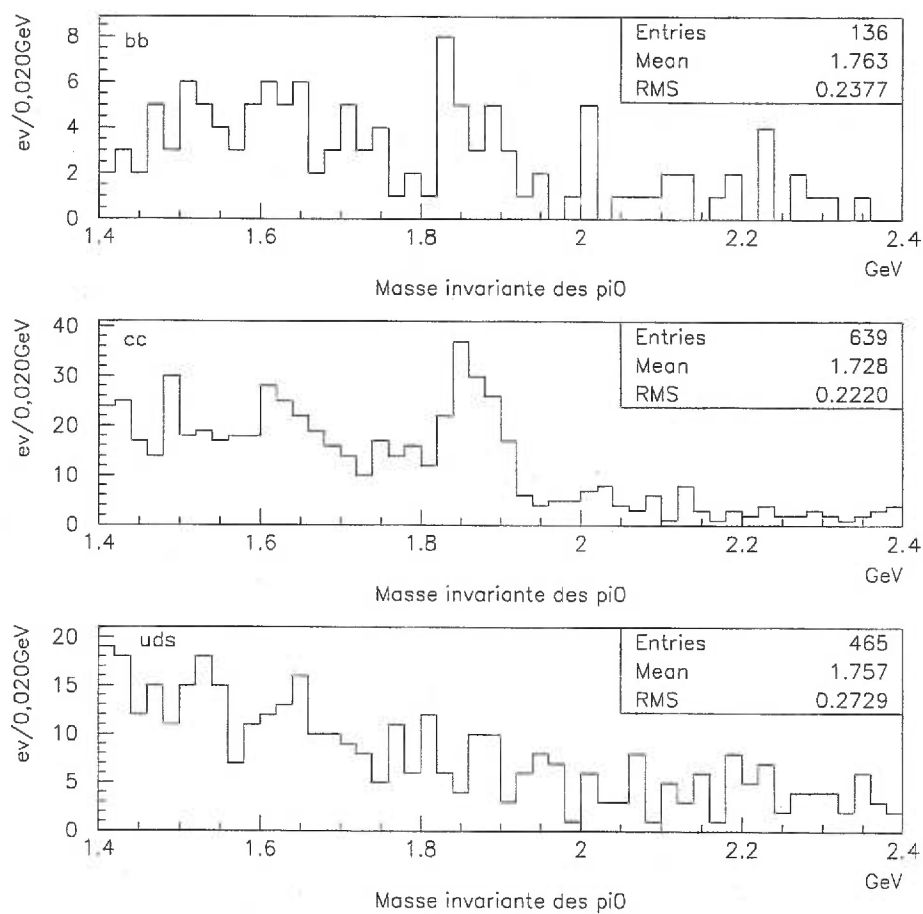 bb
Entries 136
Mean 1.763
RMS 0.2377
ev/0,020GeV
8
6
4
2
0
1.4 1.6 1.8 2 2.2 2.4
GeV
Masse invariante des pi0
cc
Entries 639
Mean 1.728
RMS 0.2220
ev/0,020GeV
40
30
20
10
0
1.4 1.6 1.8 2 2.2 2.4
GeV
Masse invariante des pi0
uds
Entries 465
Mean 1.757
RMS 0.2729
ev/0,020GeV
20
15
10
5
0
1.4 1.6 1.8 2 2.2 2.4
GeV
Masse invariante des pi0